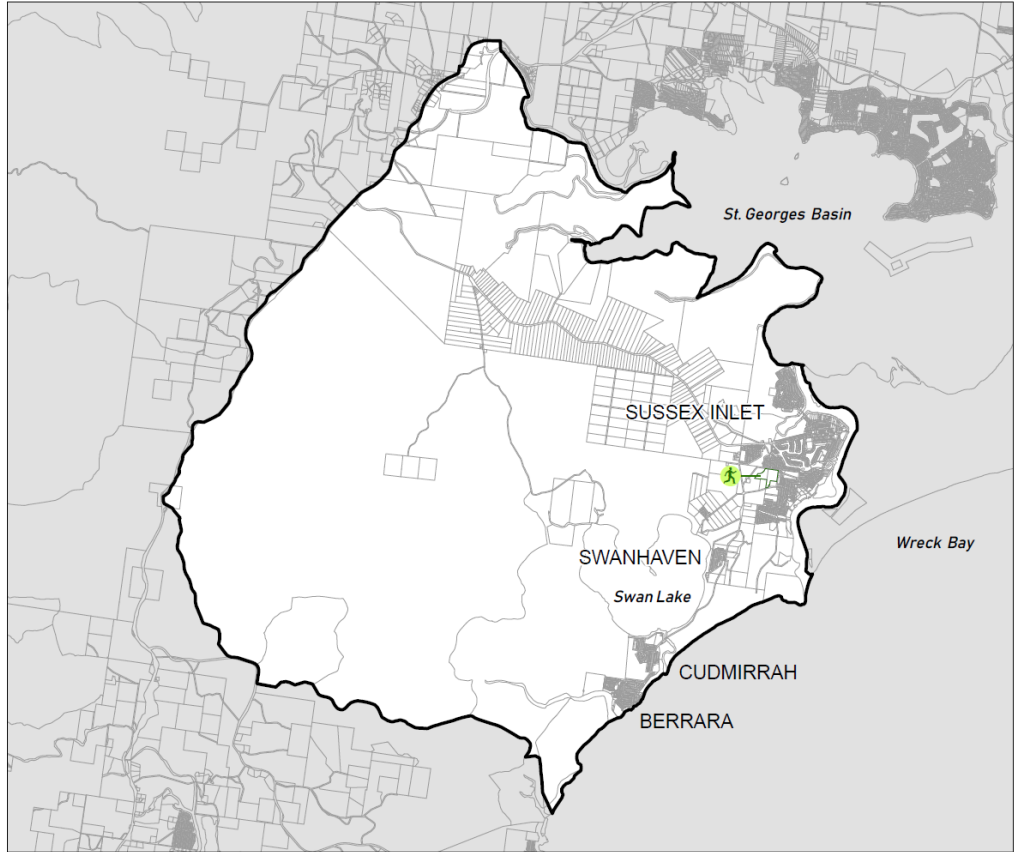 St. Georges Basin
SUSSEX INLET
Wreck Bay
SWANHAVEN
Swan Lake
CUDMIRRAH
BERRARA